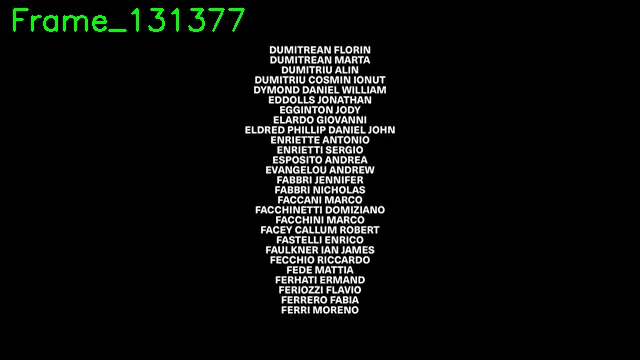 Frame_131377
DUMITREAN FLORIN
DUMITREAN MARTA
DUMITRIU ALIN
DUMITRIU COSMIN IONUT
DYMOND DANIEL WILLIAM
EDDOLLS JONATHAN
EGGINTON JODY
ELARDO GIOVANNI
ELDRED PHILLIP DANIEL JOHN
ENRIETTE ANTONIO
ENRIETTI SERGIO
ESPOSITO ANDREA
EVANGELOU ANDREW
FABBRI JENNIFER
FABBRI NICHOLAS
FACCANI MARCO
FACCHINETTI DOMIZIANO
FACCHINI MARCO
FACEY CALLUM ROBERT
FASTELLI ENRICO
FAULKNER IAN JAMES
FECCHIO RICCARDO
FEDE MATTIA
FERHATI ERMAND
FERIOZZI FLAVIO
FERRERO FABIA
FERRI MORENO